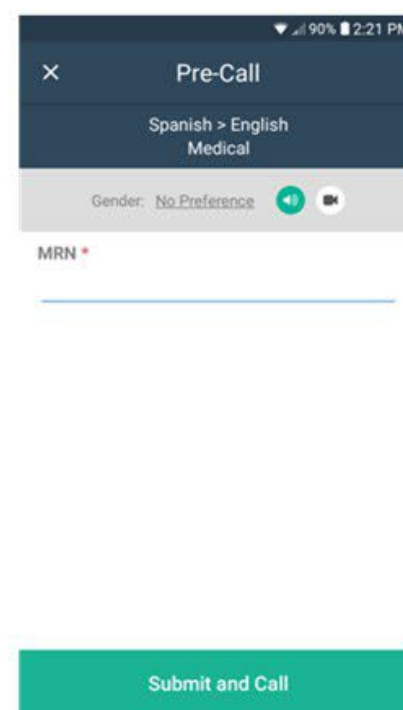 90% 2:21 PM
Pre-Call
Spanish > English
Medical
Gender: No Preference
MRN *
Submit and Call